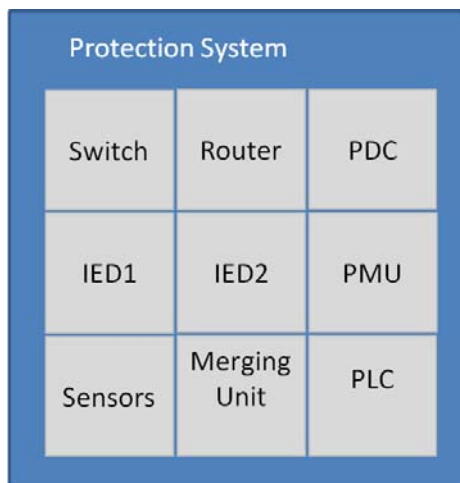 Protection System
Switch
Router
PDC
IED1
IED2
PMU
Sensors
Merging
Unit
PLC